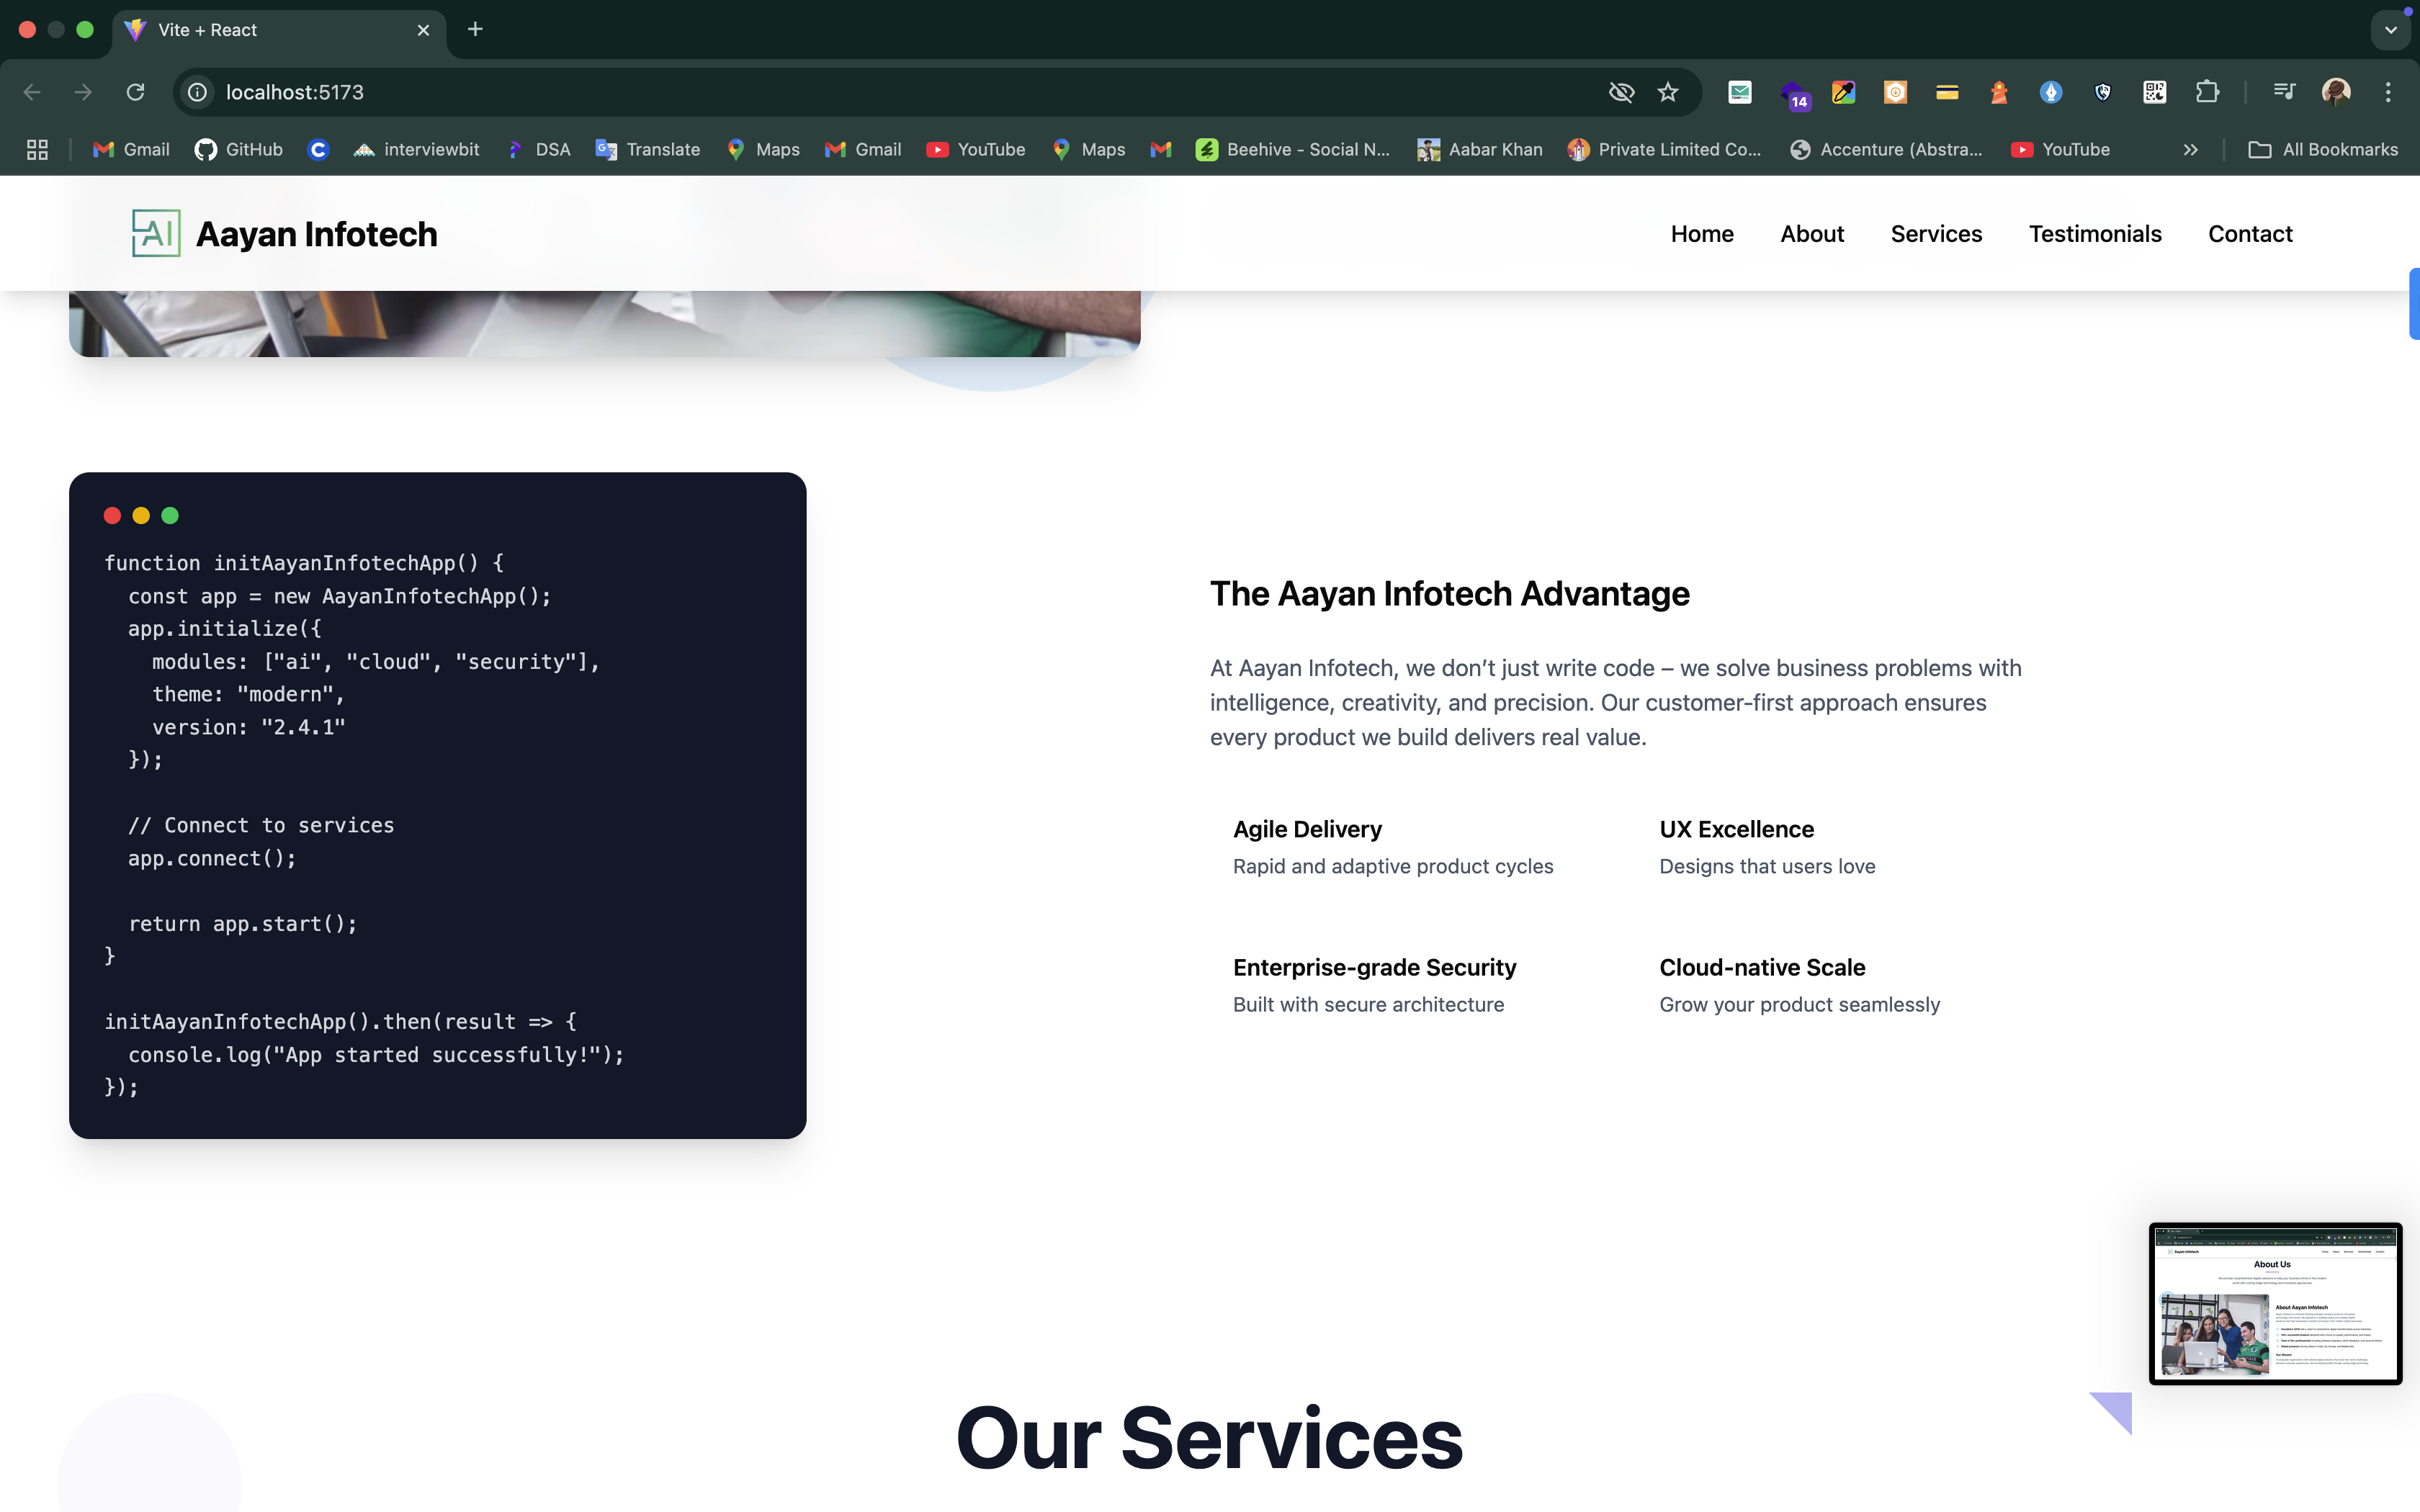 Vite + React
localhost:5173
14
Gmail
GitHub
interviewbit
DSA
Translate
Maps
Gmail
YouTube
Maps
Beehive - Social N...
Aabar Khan
Private Limited Co...
Accenture (Abstra...
YouTube
All Bookmarks
AI Aayan Infotech
Home
About
Services
Testimonials
Contact
function initAayanInfotechApp() {
  const app = new AayanInfotechApp();
  app.initialize({
    modules: ["ai", "cloud", "security"],
    theme: "modern",
    version: "2.4.1"
  });
  // Connect to services
  app.connect();
  return app.start();
}
initAayanInfotechApp().then(result => {
  console.log("App started successfully!");
});
The Aayan Infotech Advantage
At Aayan Infotech, we don’t just write code – we solve business problems with
intelligence, creativity, and precision. Our customer-first approach ensures
every product we build delivers real value.
Agile Delivery
Rapid and adaptive product cycles
UX Excellence
Designs that users love
Enterprise-grade Security
Built with secure architecture
Cloud-native Scale
Grow your product seamlessly
Aayan Infotech
About Us
About Aayan Infotech
Our Services